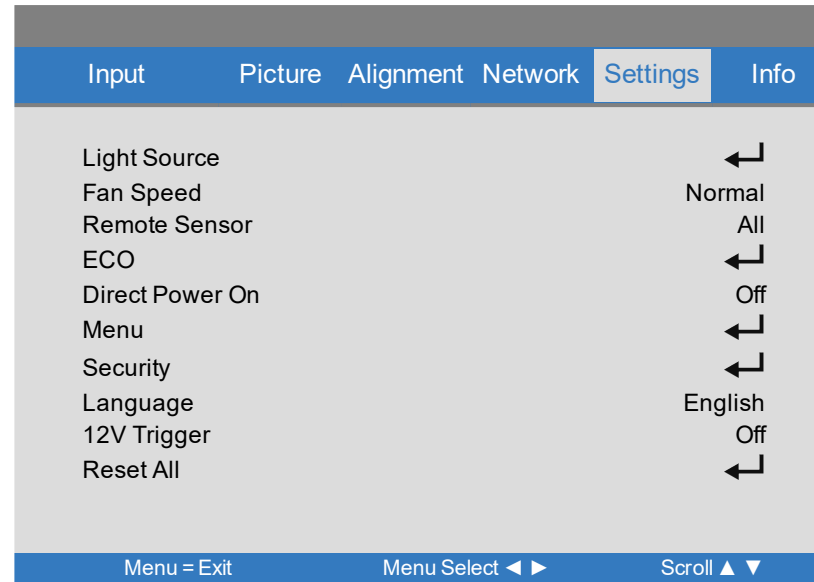 Input Picture Alignment Network Settings Info
Light Source
Fan Speed Normal
Remote Sensor All
ECO
Direct Power On Off
Menu
Security
Language English
12V Trigger Off
Reset All
Menu = Exit Menu Select ◄ ► Scroll ▲ ▼